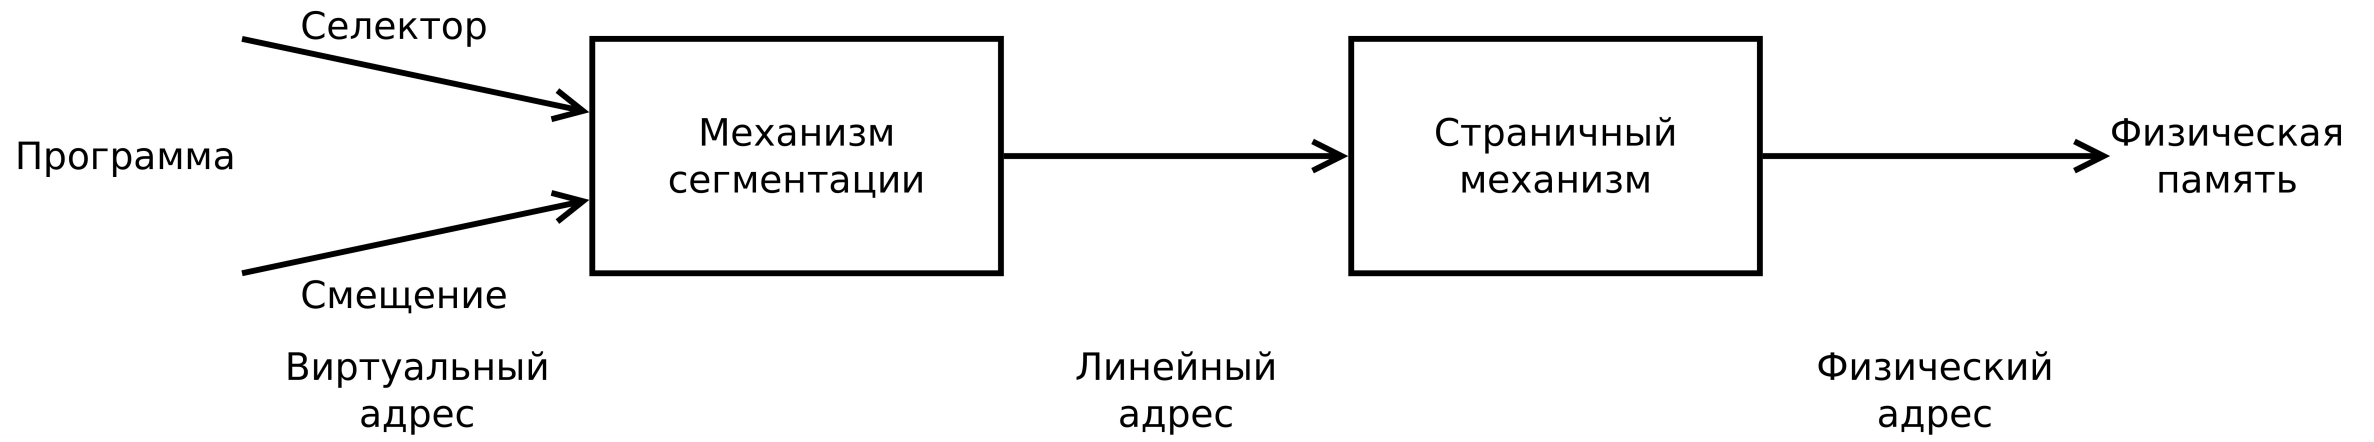 Селектор
Программа
Смещение
Виртуальный
адрес
Механизм
сегментации
Линейный
адрес
Страничный
механизм
Физический
адрес
Физическая
память